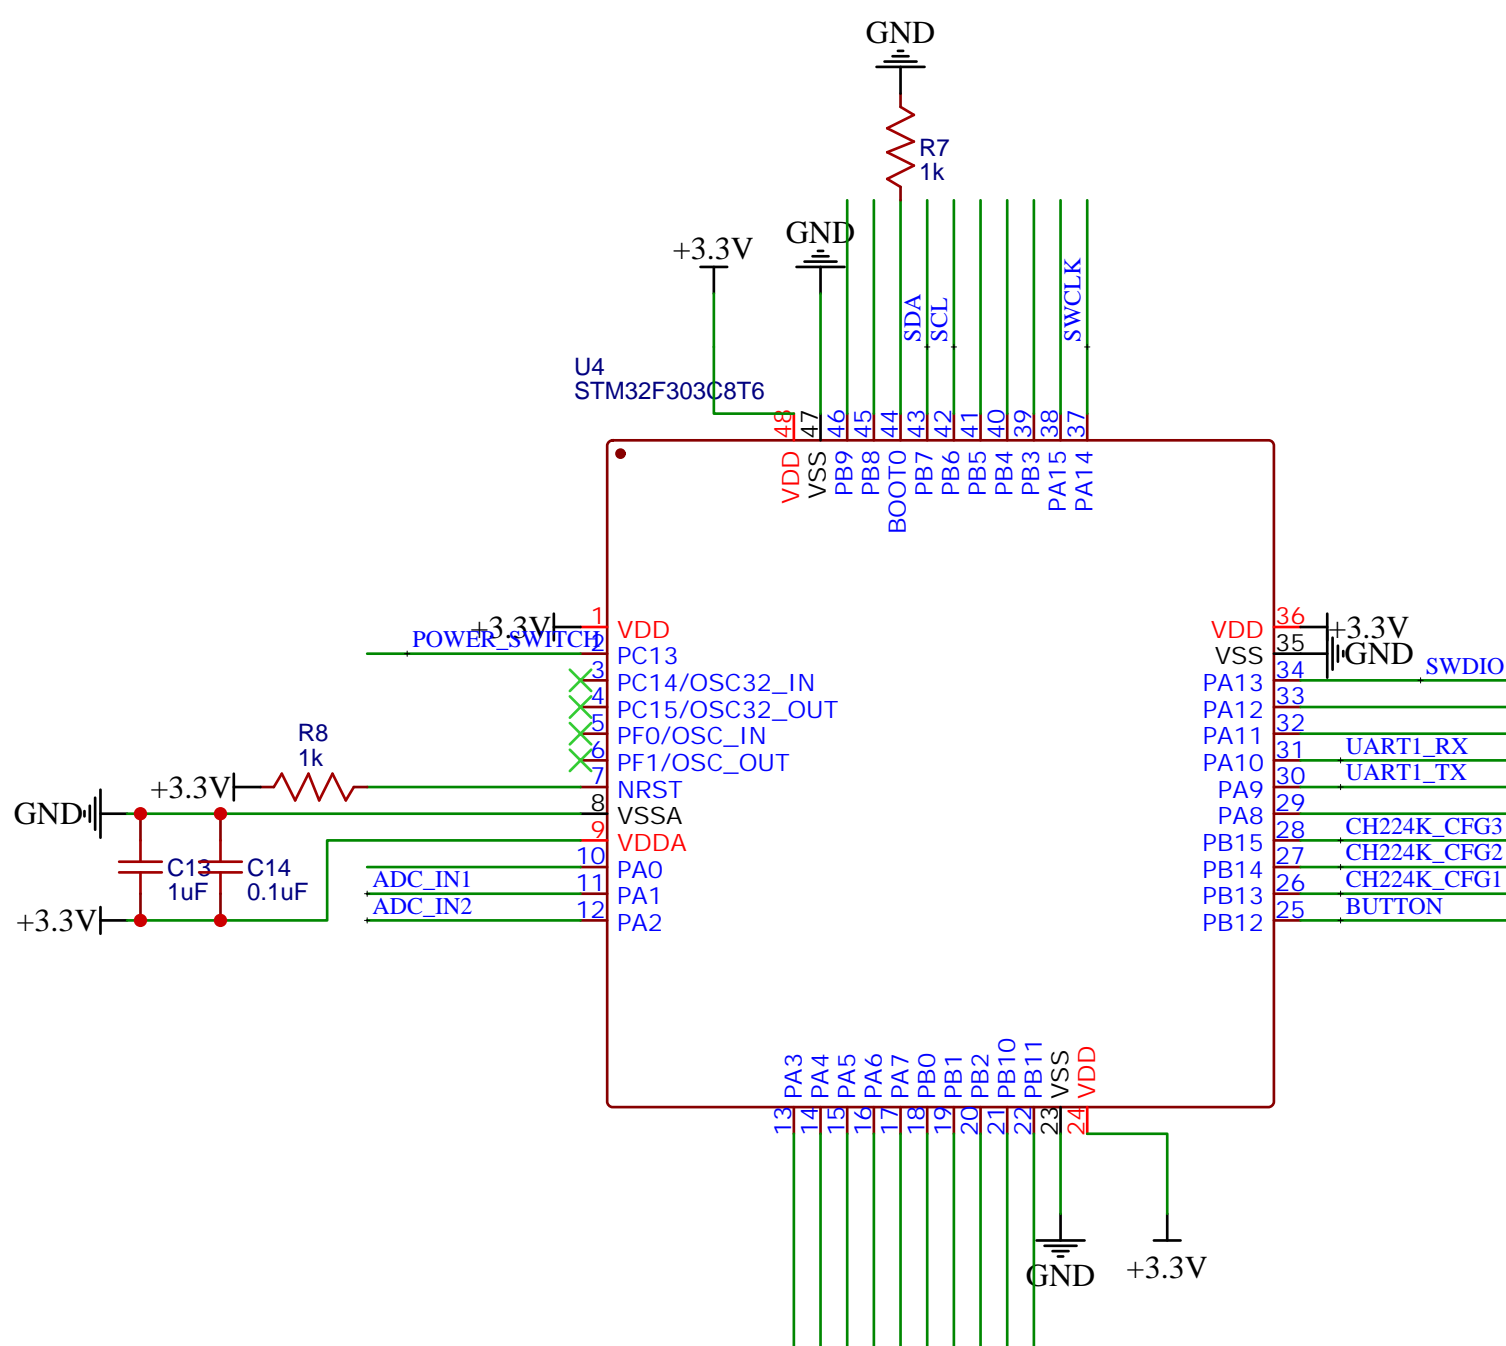 GND
R7
1k
GND
+3.3V
SDA
SCL
SWCLK
U4
STM32F303C8T6
48
47
46
45
44
43
42
41
40
39
38
37
VDD
VSS
PB9
PB8
BOOT0
PB7
PB6
PB5
PB4
PB3
PA15
PA14
+3.3V
1
VDD
POWER_SWITCH
2
PC13
3
PC14/OSC32_IN
4
PC15/OSC32_OUT
5
PF0/OSC_IN
6
PF1/OSC_OUT
R8
1k
+3.3V
7
NRST
GND
8
VSSA
9
VDDA
C13
1uF
C14
0.1uF
+3.3V
10
PA0
ADC_IN1
11
PA1
ADC_IN2
12
PA2
VDD
36
+3.3V
VSS
35
GND
PA13
34
SWDIO
PA12
33
PA11
32
PA10
31
UART1_RX
PA9
30
UART1_TX
PA8
29
PB15
28
CH224K_CFG3
PB14
27
CH224K_CFG2
PB13
26
CH224K_CFG1
PB12
25
BUTTON
PA3
PA4
PA5
PA6
PA7
PB0
PB1
PB2
PB10
PB11
VSS
VDD
13
14
15
16
17
18
19
20
21
22
23
24
GND
+3.3V